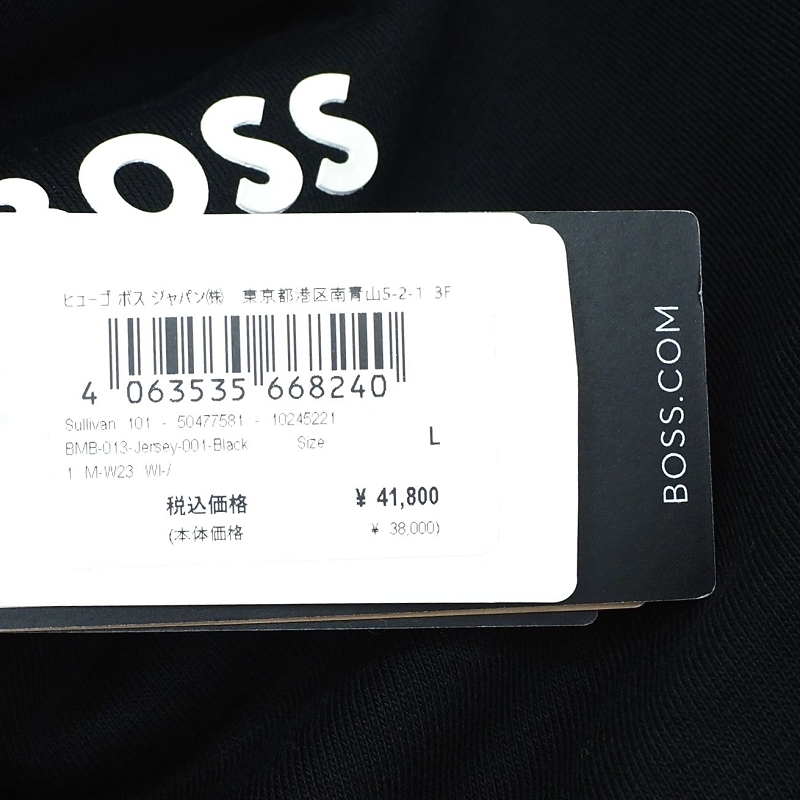 BOSS
ヒューゴ ボス ジャパン㈱ 東京都港区南青山5-2-1 3F
4 063535 668240
Sullivan 101 - 50477581 - 10245221
BMB-013-Jersey-001-Black Size L
1 M-W23 WI-/
税込価格 ¥ 41,800
(本体価格 ¥ 38,000)
BOSS.COM